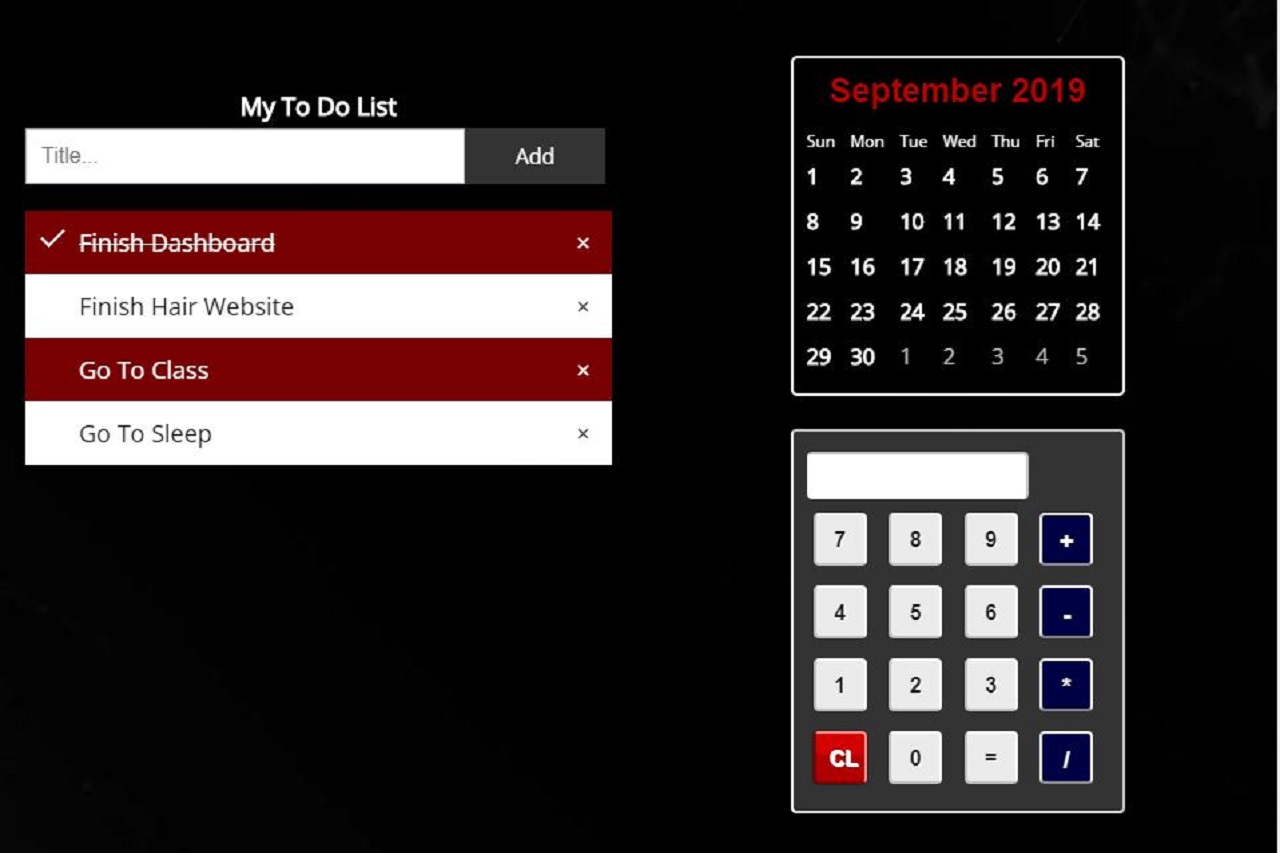 My To Do List
Title...
Add
Finish Dashboard ×
Finish Hair Website ×
Go To Class ×
Go To Sleep ×
September 2019
Sun Mon Tue Wed Thu Fri Sat
1 2 3 4 5 6 7
8 9 10 11 12 13 14
15 16 17 18 19 20 21
22 23 24 25 26 27 28
29 30 1 2 3 4 5
7 8 9 +
4 5 6 -
1 2 3 *
CL 0 = /